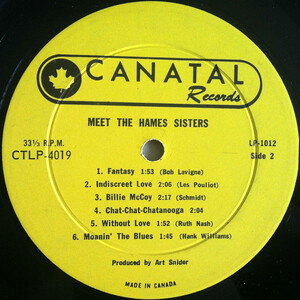 CANATAL
Records
MEET THE HAMES SISTERS
33⅓ R.P.M.
CTLP-4019
LP-1012
Side 2
1. Fantasy 1:53 (Bob Lavigne)
2. Indiscreet Love 2:06 (Les Pouliot)
3. Billie McCoy 2:17 (Schmidt)
4. Chat-Chat-Chatanooga 2:04
5. Without Love 1:52 (Ruth Nash)
6. Moanin' The Blues 1:45 (Hank Williams)
Produced by Art Snider
MADE IN CANADA